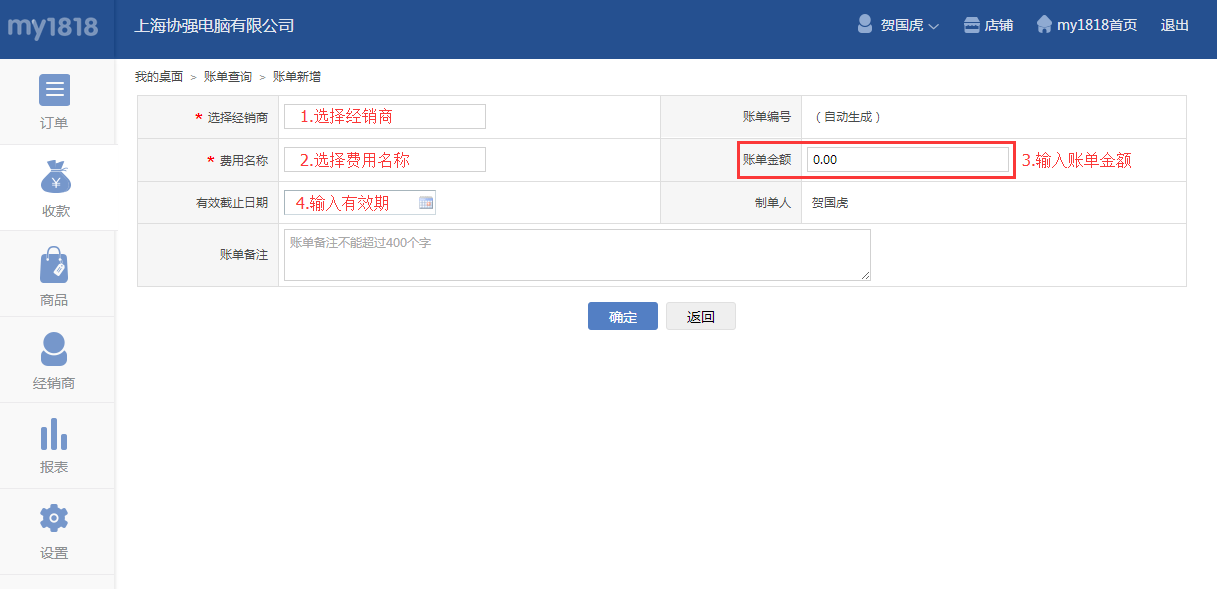 my1818 上海协强电脑有限公司 贺国虎 店铺 my1818首页 退出
我的桌面 > 账单查询 > 账单新增
订单
收款
商品
经销商
报表
设置
* 选择经销商 1.选择经销商 账单编号 （自动生成）
* 费用名称 2.选择费用名称 账单金额 0.00 3.输入账单金额
有效截止日期 4.输入有效期 制单人 贺国虎
账单备注 账单备注不能超过400个字
确定 返回